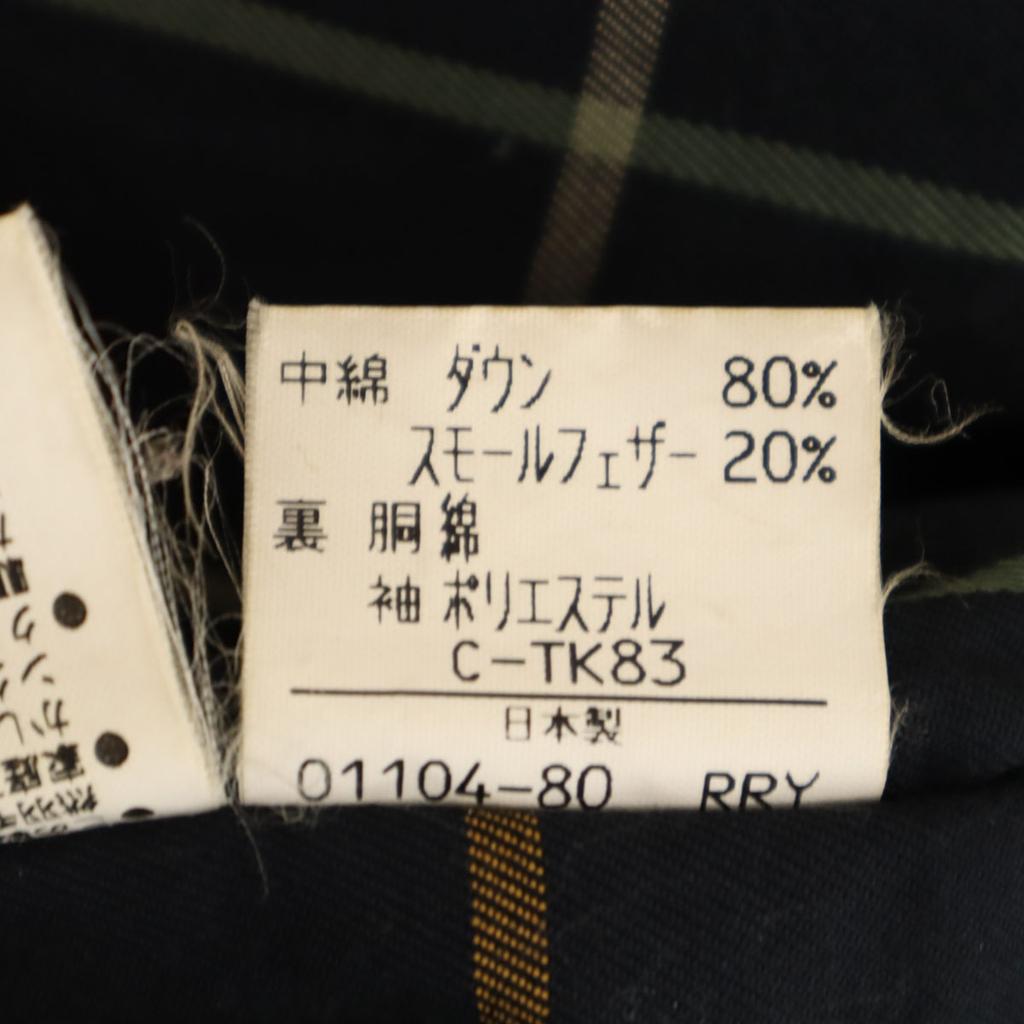 中綿 ダウン 80%
スモールフェザー 20%
裏 胴 綿
袖 ポリエステル
C-TK83
日本製
01104-80 RRY